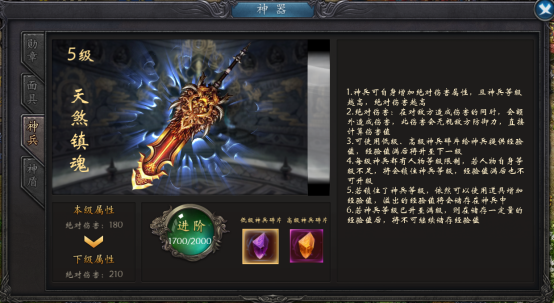 神器
勋章
面具
神兵
神盾
5级
天煞镇魂
本级属性
绝对伤害：180
下级属性
绝对伤害：210
进阶
1700/2000
低级神兵碎片
高级神兵碎片
1.神兵可自身增加绝对伤害属性，且神兵等级
越高，绝对伤害越高
2.绝对伤害：在对敌方造成伤害的同时，会额
外造成伤害，此伤害会无视敌方防御力，直接
计算伤害值
3.可使用低级、高级神兵碎片给神兵提供经验
值，经验值满后将升至下一级
4.每级神兵都有人物等级限制，若人物自身等
级不足，将会锁住神兵等级，经验值满后也不
可升级
5.若锁住了神兵等级，依然可以使用道具增加
经验值，溢出的经验值将会储存在神兵中
6.若神兵等级已升至满级，则在储存一定量的
经验值后，将不可继续储存经验值